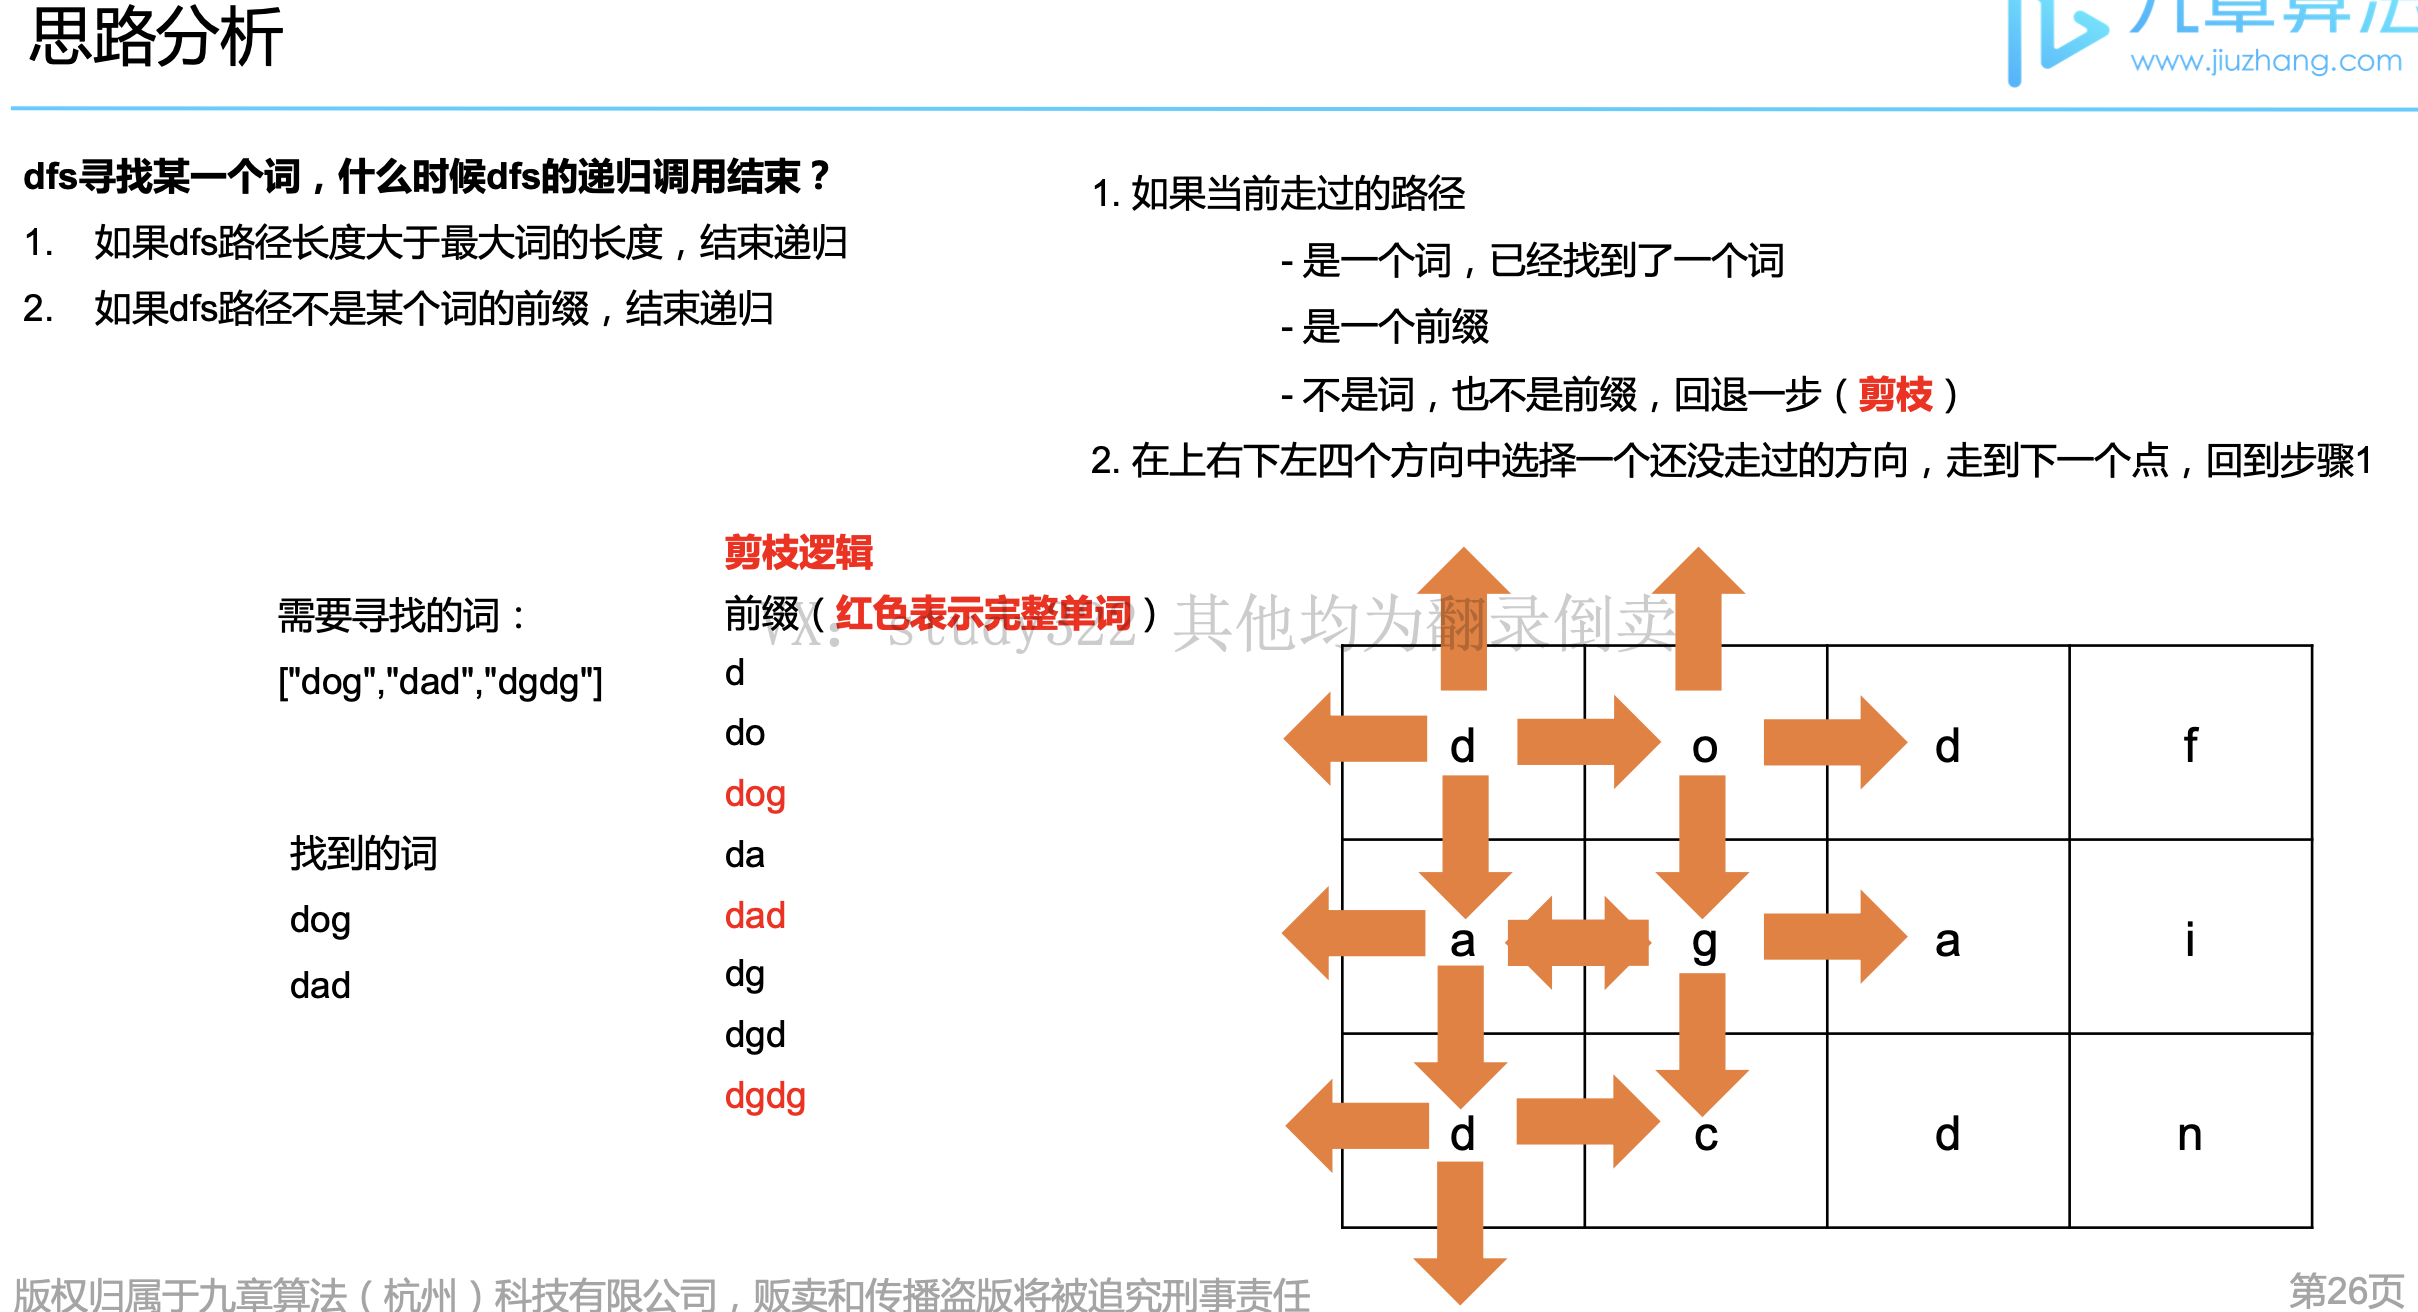 思路分析
九章算法
www.jiuzhang.com
dfs寻找某一个词，什么时候dfs的递归调用结束？
1. 如果dfs路径长度大于最大词的长度，结束递归
2. 如果dfs路径不是某个词的前缀，结束递归
1. 如果当前走过的路径
- 是一个词，已经找到了一个词
- 是一个前缀
- 不是词，也不是前缀，回退一步（剪枝）
2. 在上右下左四个方向中选择一个还没走过的方向，走到下一个点，回到步骤1
需要寻找的词：
["dog","dad","dgdg"]
找到的词
dog
dad
剪枝逻辑
前缀（红色表示完整单词）
d
do
dog
da
dad
dg
dgd
dgdg
VX: study322 其他均为翻录倒卖
d o d f
a g a i
d c d n
版权归属于九章算法（杭州）科技有限公司，贩卖和传播盗版将被追究刑事责任
第26页